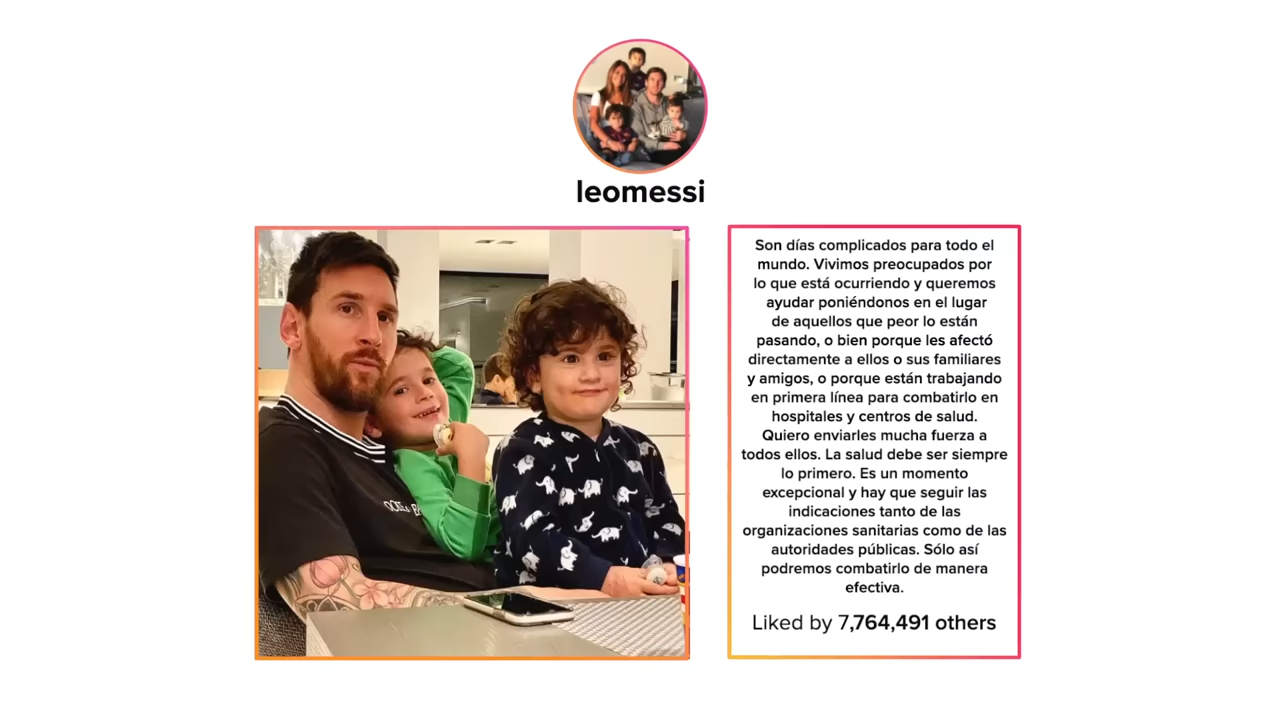 leomessi
Son días complicados para todo el
mundo. Vivimos preocupados por
lo que está ocurriendo y queremos
ayudar poniéndonos en el lugar
de aquellos que peor lo están
pasando, o bien porque les afectó
directamente a ellos o sus familiares
y amigos, o porque están trabajando
en primera línea para combatirlo en
hospitales y centros de salud.
Quiero enviarles mucha fuerza a
todos ellos. La salud debe ser siempre
lo primero. Es un momento
excepcional y hay que seguir las
indicaciones tanto de las
organizaciones sanitarias como de las
autoridades públicas. Sólo así
podremos combatirlo de manera
efectiva.
Liked by 7,764,491 others